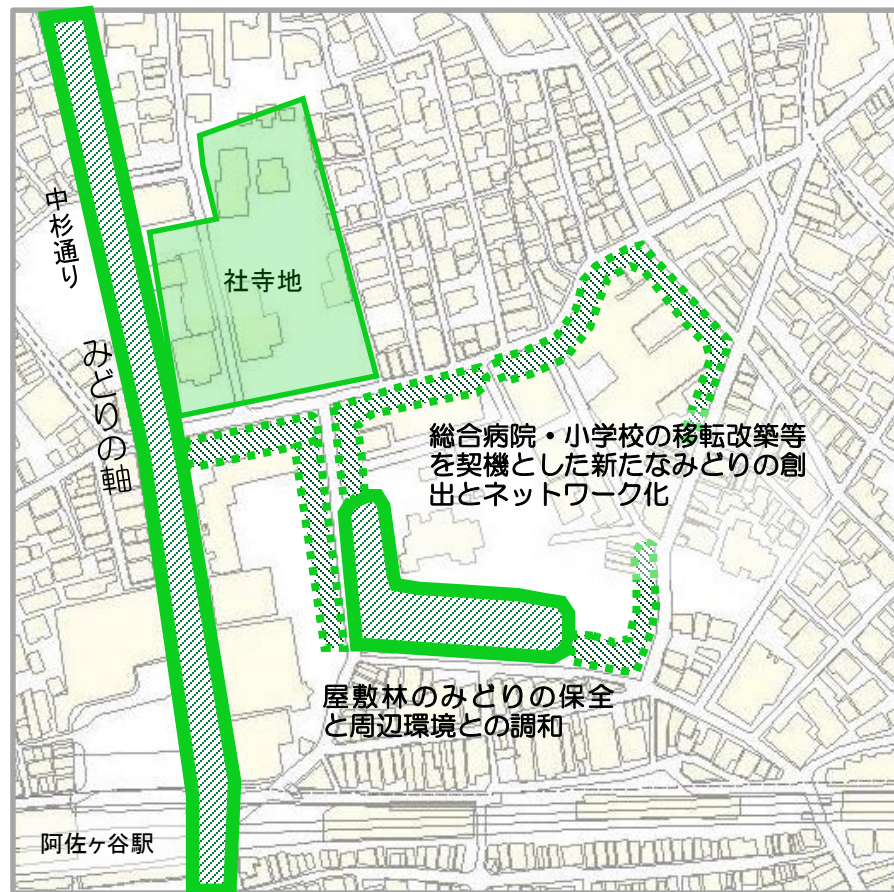 中杉通り
みどりの軸
社寺地
総合病院・小学校の移転改築等
を契機とした新たなみどりの創
出とネットワーク化
屋敷林のみどりの保全
と周辺環境との調和
阿佐ヶ谷駅